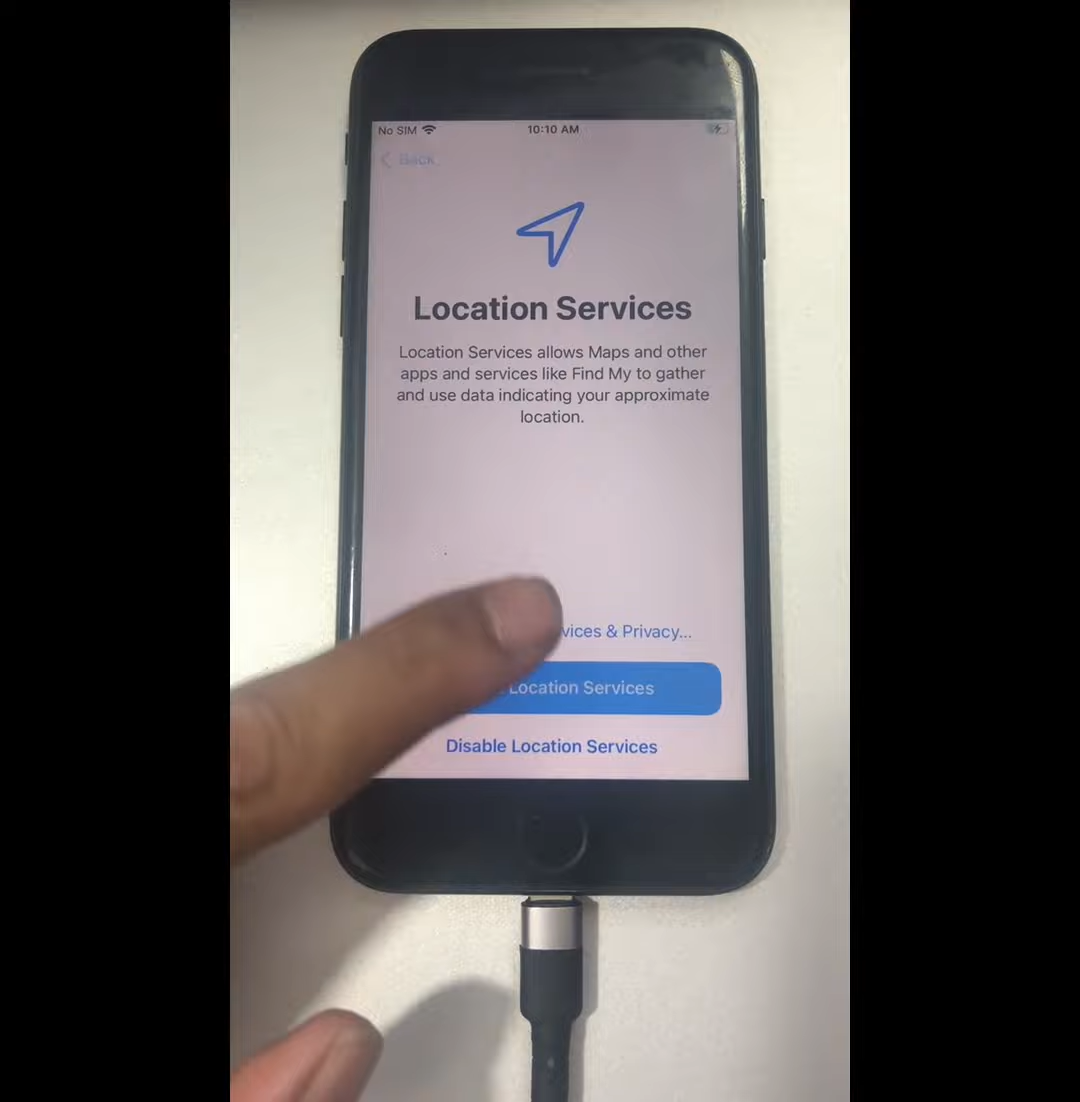 No SIM 10:10 AM
Back
Location Services
Location Services allows Maps and other
apps and services like Find My to gather
and use data indicating your approximate
location.
vices & Privacy...
Location Services
Disable Location Services